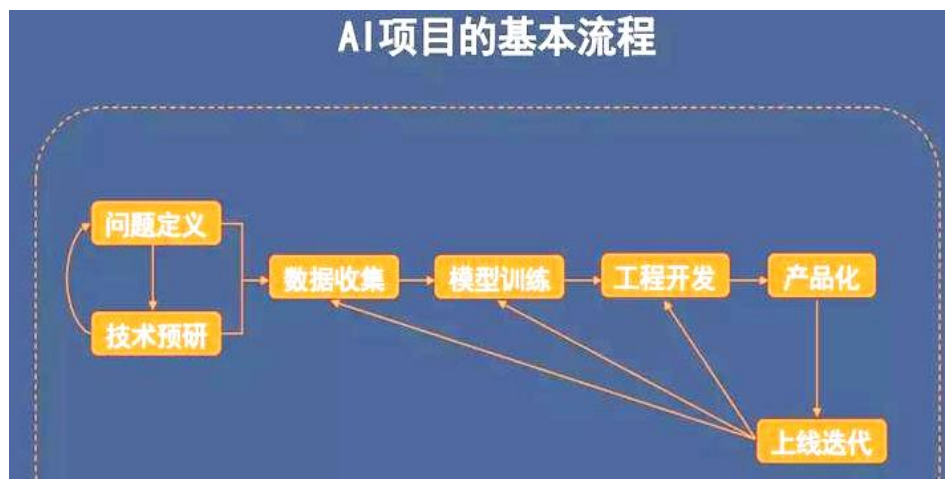 AI项目的基本流程
问题定义
数据收集
模型训练
工程开发
产品化
技术预研
上线迭代